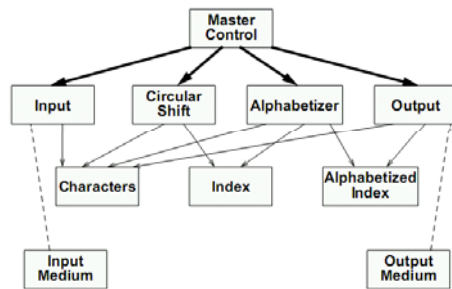 Master
Control
Input
Circular
Shift
Alphabetizer
Output
Characters
Index
Alphabetized
Index
Input
Medium
Output
Medium